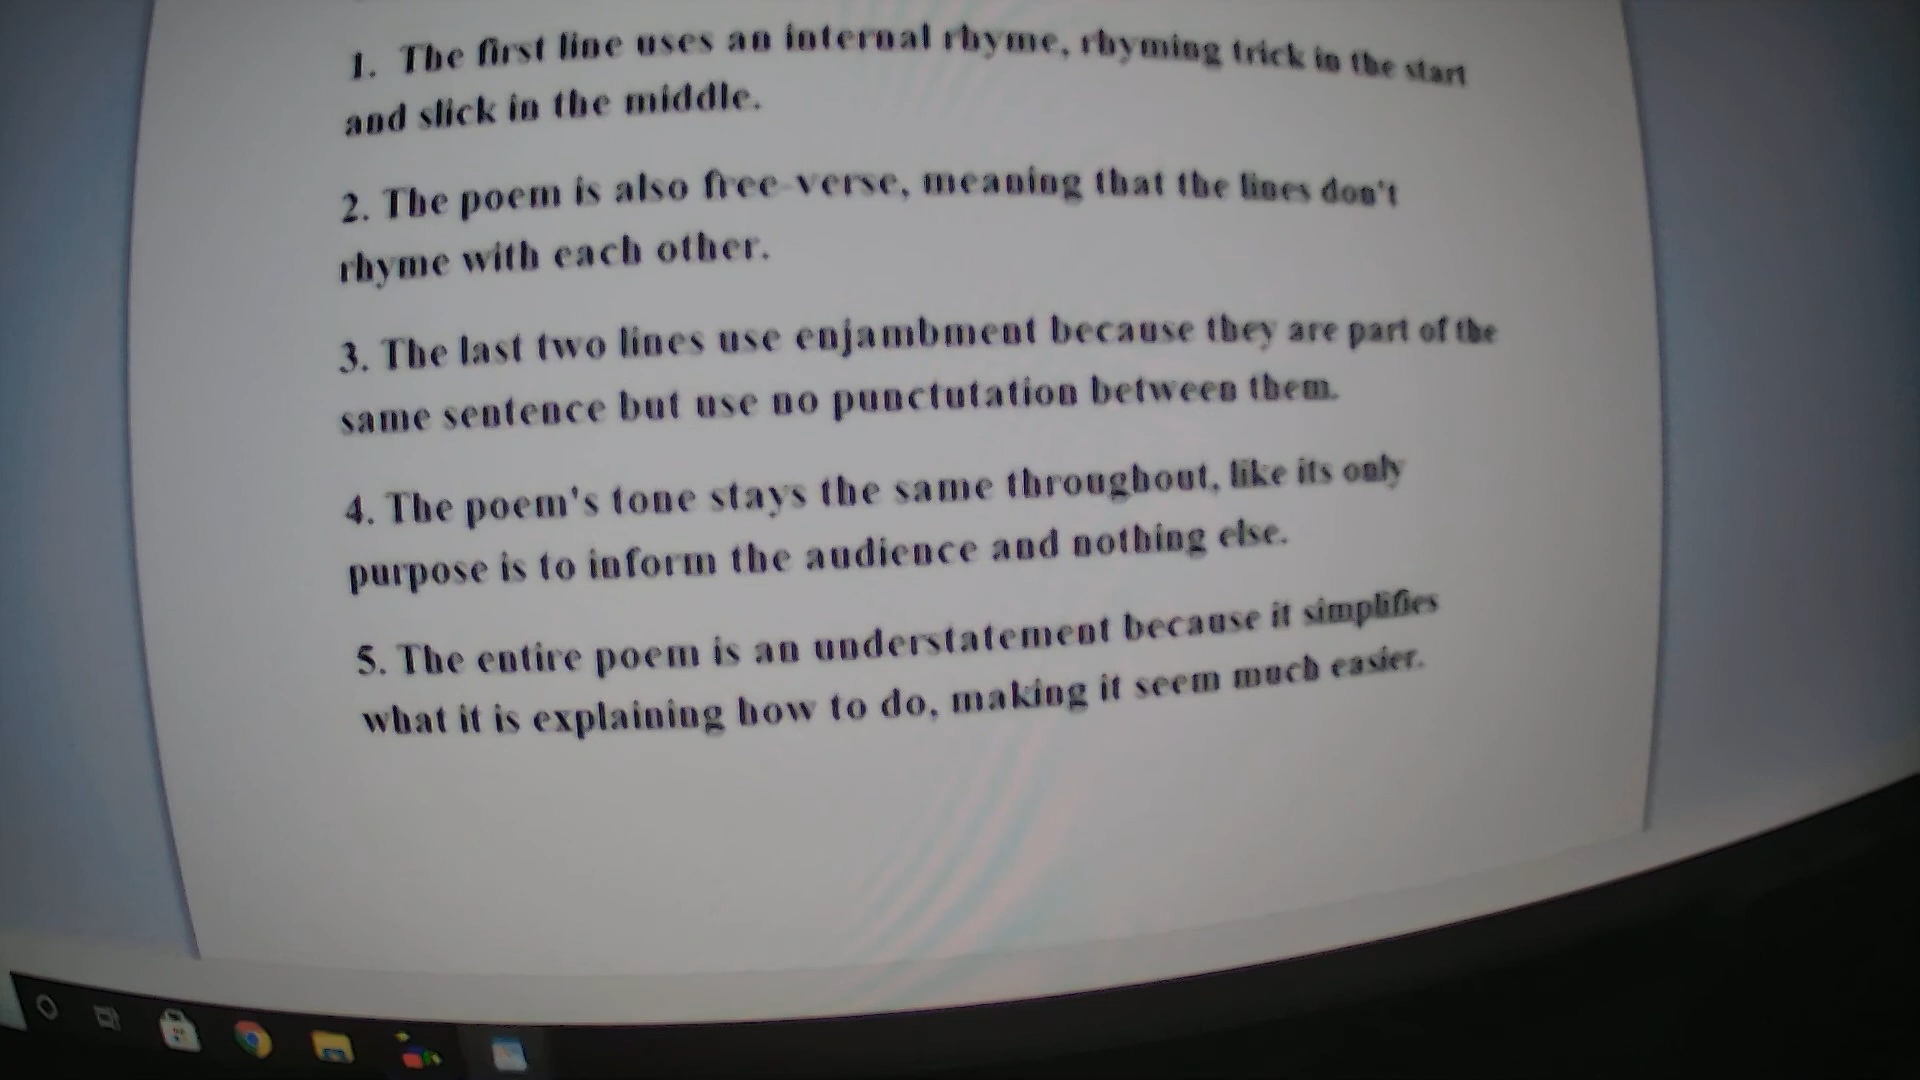 1. The first line uses an internal rhyme, rhyming trick in the start
and slick in the middle.
2. The poem is also free-verse, meaning that the lines don't
rhyme with each other.
3. The last two lines use enjambment because they are part of the
same sentence but use no punctutation between them.
4. The poem's tone stays the same throughout, like its only
purpose is to inform the audience and nothing else.
5. The entire poem is an understatement because it simplifies
what it is explaining how to do, making it seem much easier.